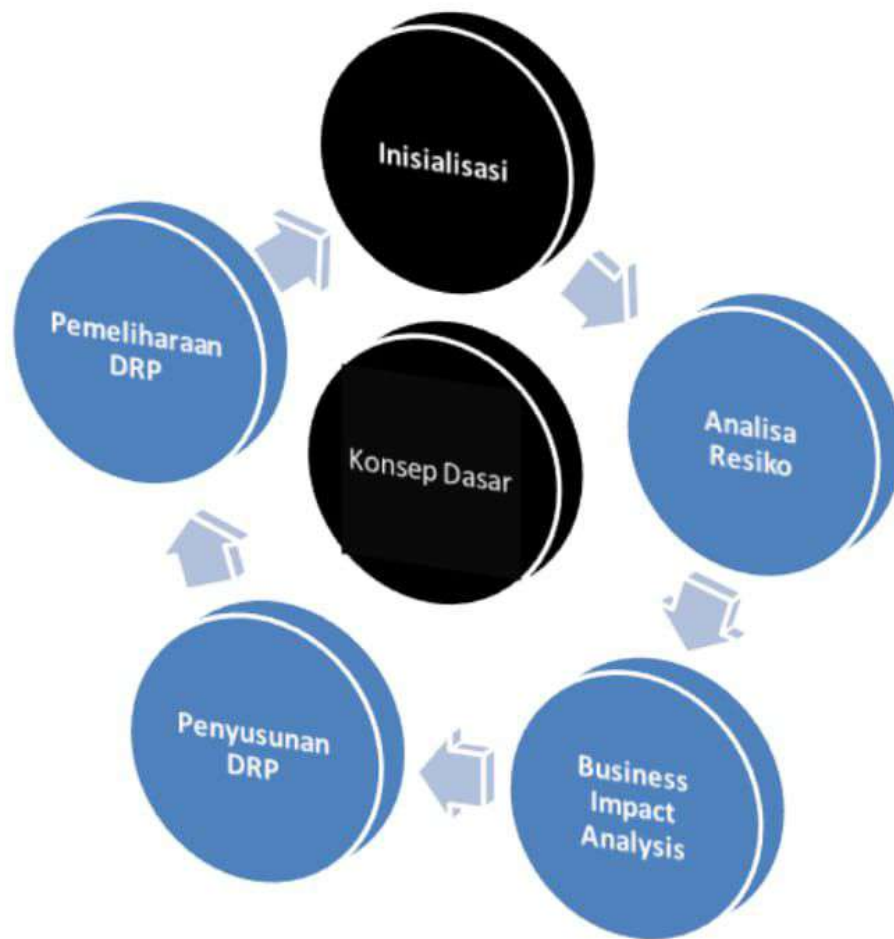 Inisialisasi
Pemeliharaan
DRP
Konsep Dasar
Analisa
Resiko
Penyusunan
DRP
Business
Impact
Analysis